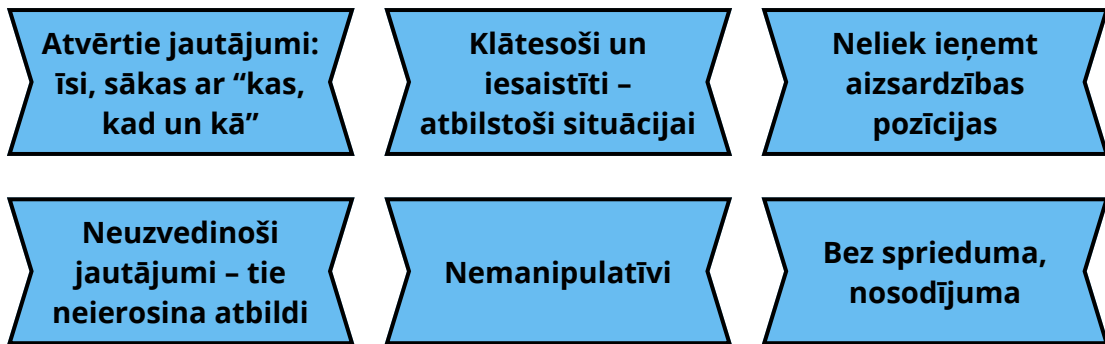 Atvērtie jautājumi:
īsi, sākas ar “kas,
kad un kā”
Klātesoši un
iesaistīti –
atbilstoši situācijai
Neliek ieņemt
aizsardzības
pozīcijas
Neuzvedinoši
jautājumi – tie
neierosina atbildi
Nemanipulatīvi
Bez sprieduma,
nosodījuma